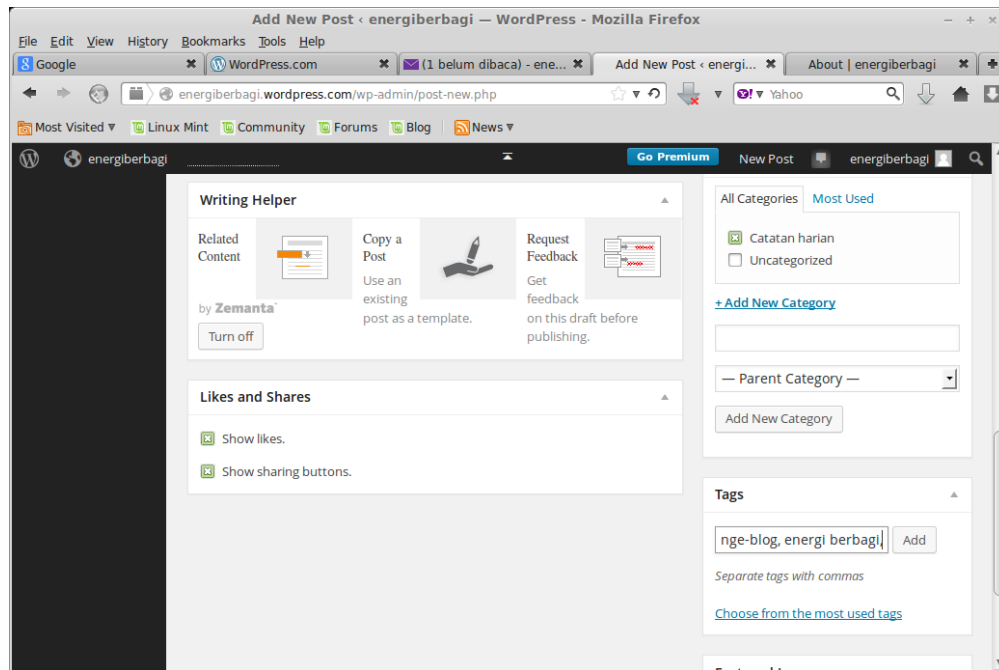 Add New Post ‹ energiberbagi — WordPress - Mozilla Firefox
File Edit View History Bookmarks Tools Help
Google
WordPress.com
(1 belum dibaca) - ene...
Add New Post ‹ energi...
About | energiberbagi
energiberbagi.wordpress.com/wp-admin/post-new.php
Yahoo
Most Visited
Linux Mint
Community
Forums
Blog
News
energiberbagi
Go Premium
New Post
energiberbagi
Writing Helper
Related
Content
by Zemanta
Turn off
Copy a
Post
Use an
existing
post as a template.
Request
Feedback
Get
feedback
on this draft before
publishing.
Likes and Shares
Show likes.
Show sharing buttons.
All Categories
Most Used
Catatan harian
Uncategorized
+ Add New Category
— Parent Category —
Add New Category
Tags
nge-blog, energi berbagi,
Add
Separate tags with commas
Choose from the most used tags